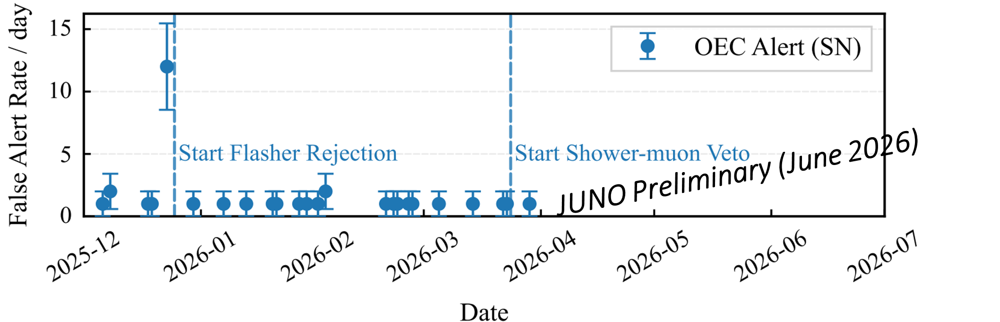 False Alert Rate / day
15
10
5
0
OEC Alert (SN)
Start Flasher Rejection
Start Shower-muon Veto
JUNO Preliminary (June 2026)
2025-12
2026-01
2026-02
2026-03
2026-04
2026-05
2026-06
2026-07
Date